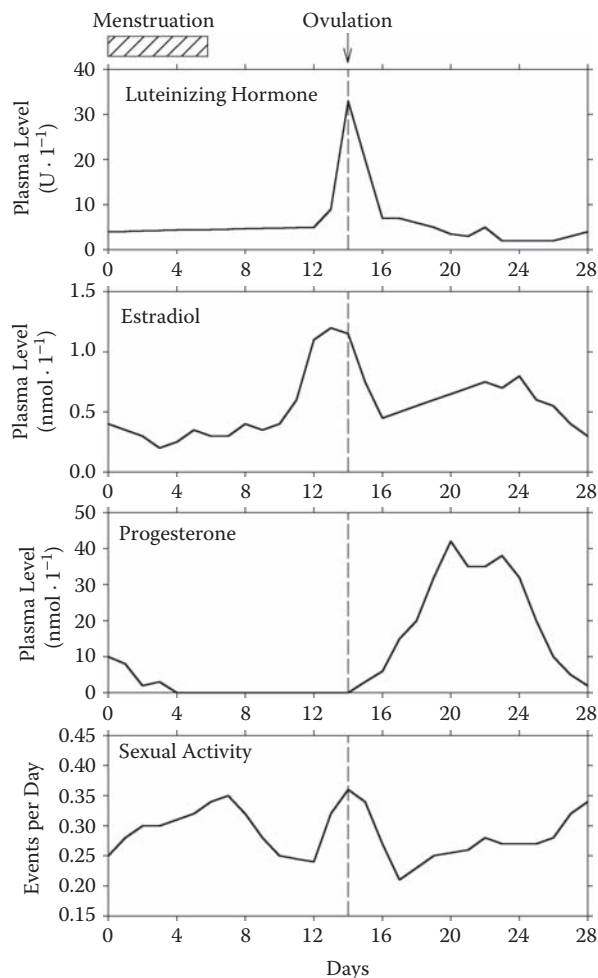 Menstruation Ovulation
Luteinizing Hormone
Plasma Level
(U · 1⁻¹)
40
30
20
10
0
0 4 8 12 16 20 24 28
Estradiol
Plasma Level
(nmol · 1⁻¹)
1.5
1.0
0.5
0.0
0 4 8 12 16 20 24 28
Progesterone
Plasma Level
(nmol · 1⁻¹)
50
40
30
20
10
0
0 4 8 12 16 20 24 28
Sexual Activity
Events per Day
0.45
0.40
0.35
0.30
0.25
0.20
0.15
0 4 8 12 16 20 24 28
Days